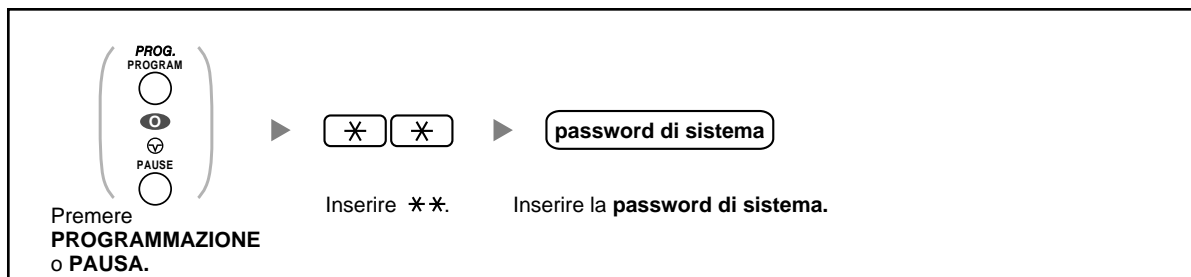 PROG.
PROGRAM
O
PAUSE
Premere
PROGRAMMAZIONE
o PAUSA.
✳ ✳
Inserire ✳✳.
password di sistema
Inserire la password di sistema.